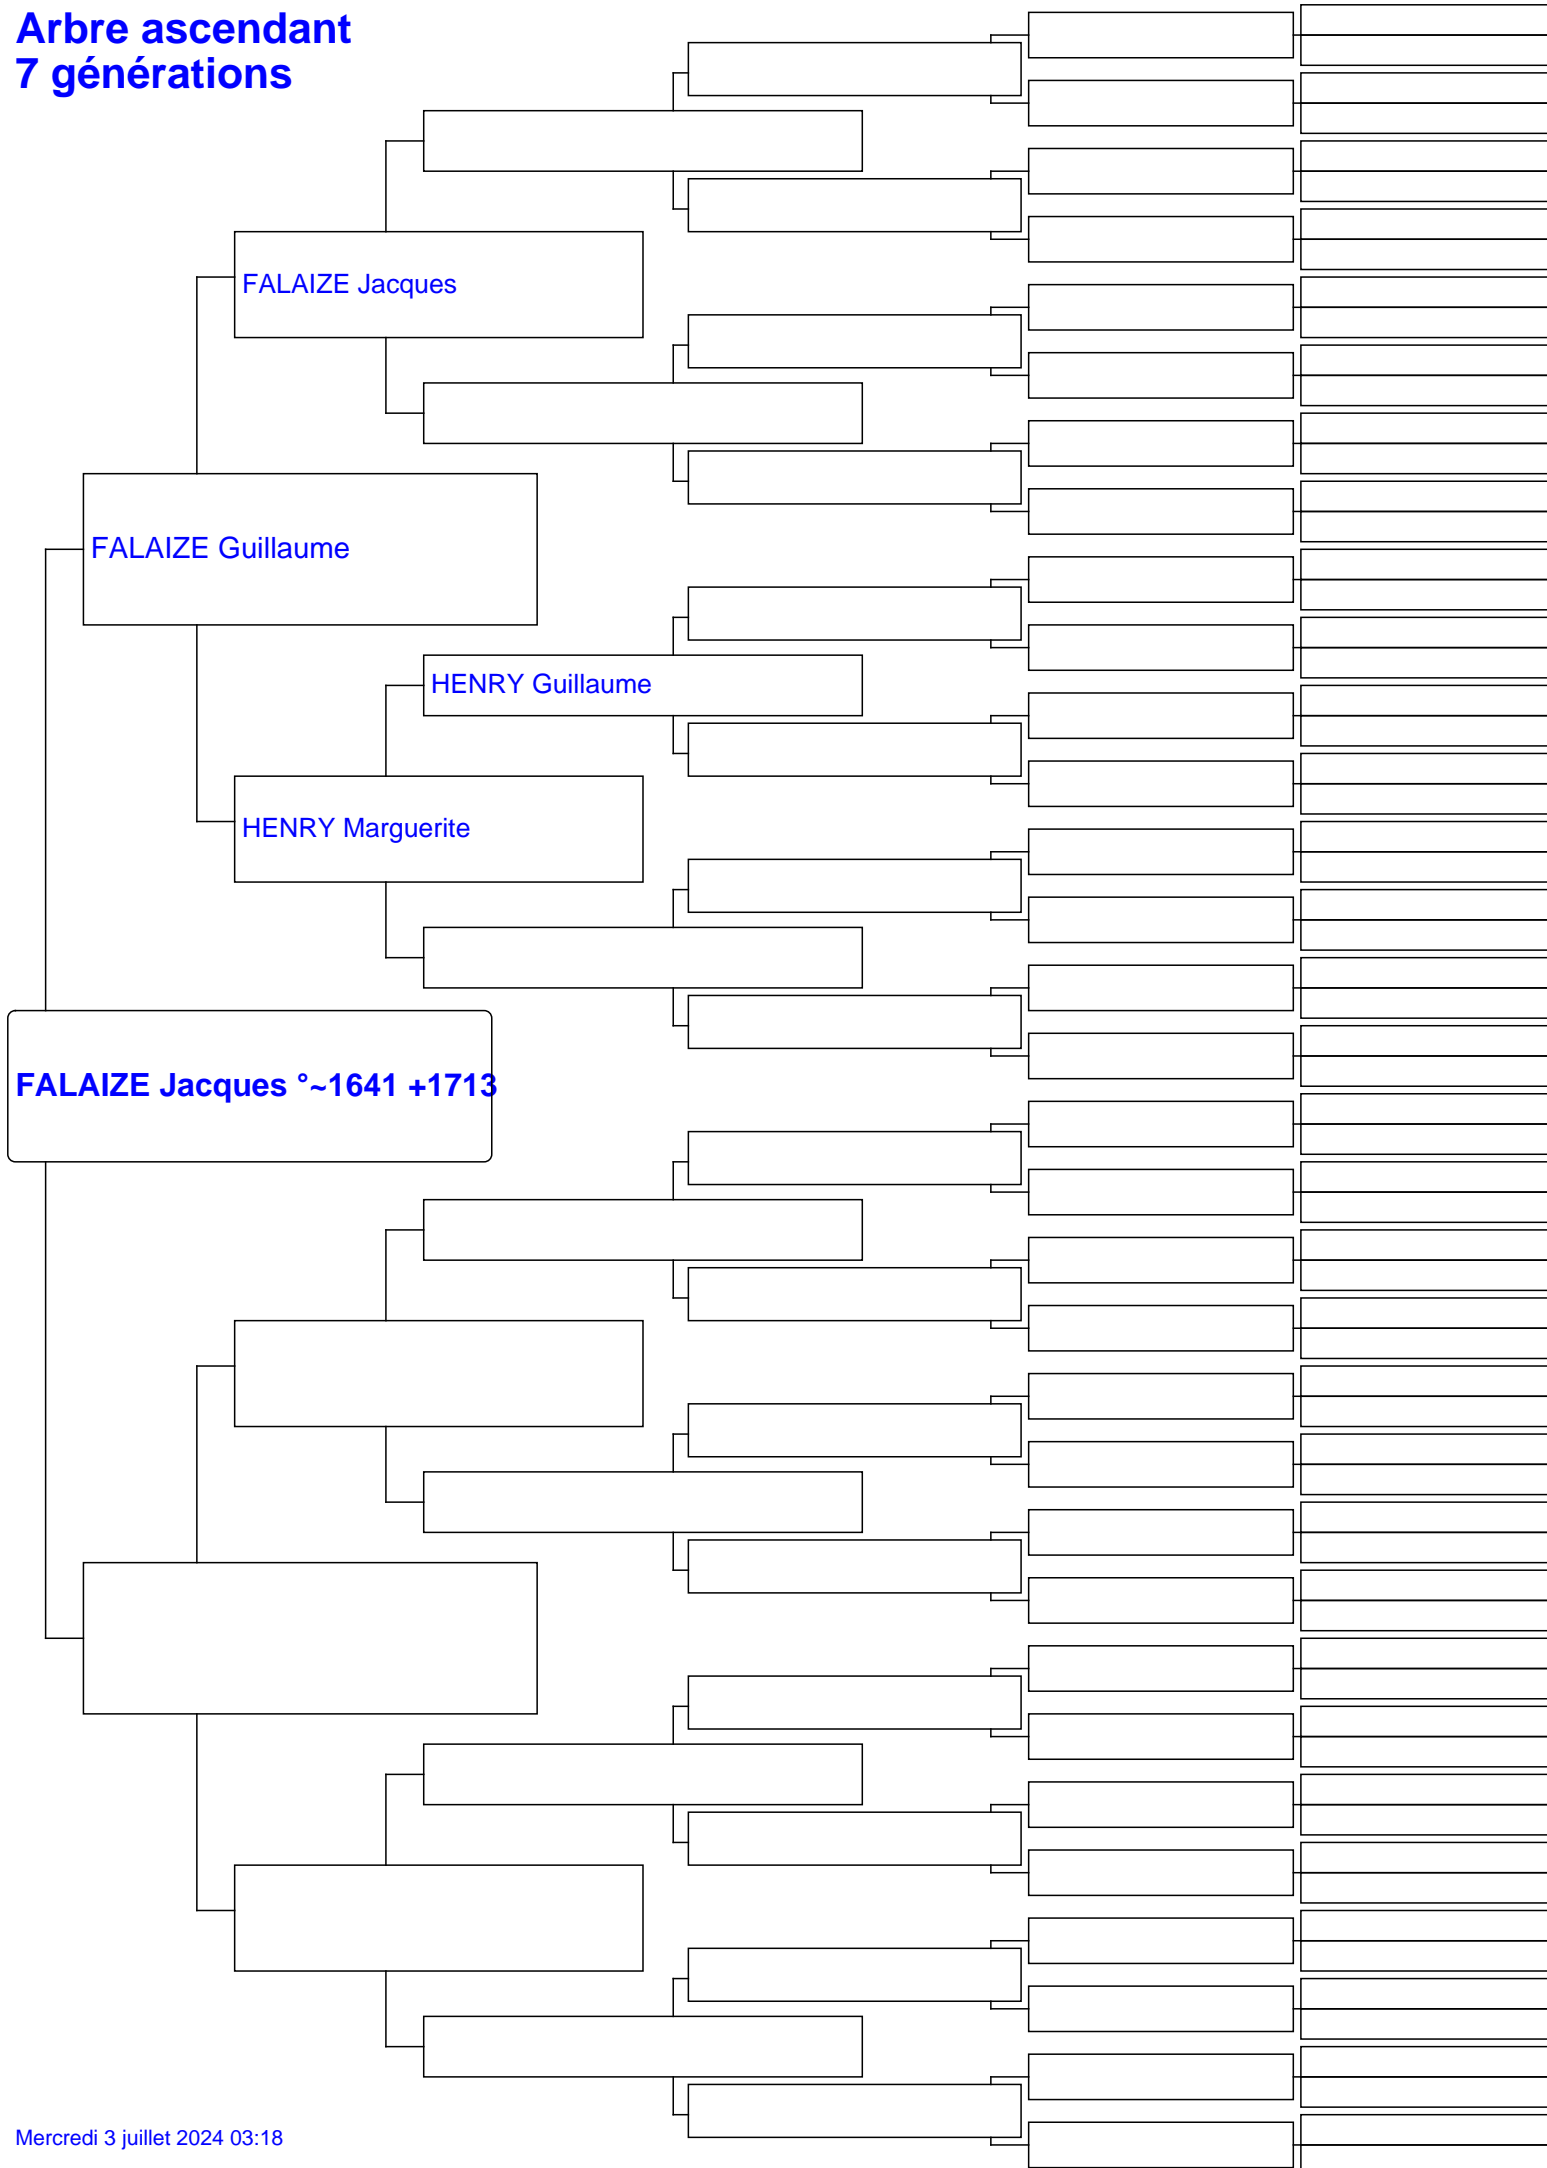 Arbre ascendant
7 générations
FALAIZE Jacques
FALAIZE Guillaume
HENRY Guillaume
HENRY Marguerite
FALAIZE Jacques °~1641 +1713
Mercredi 3 juillet 2024 03:18